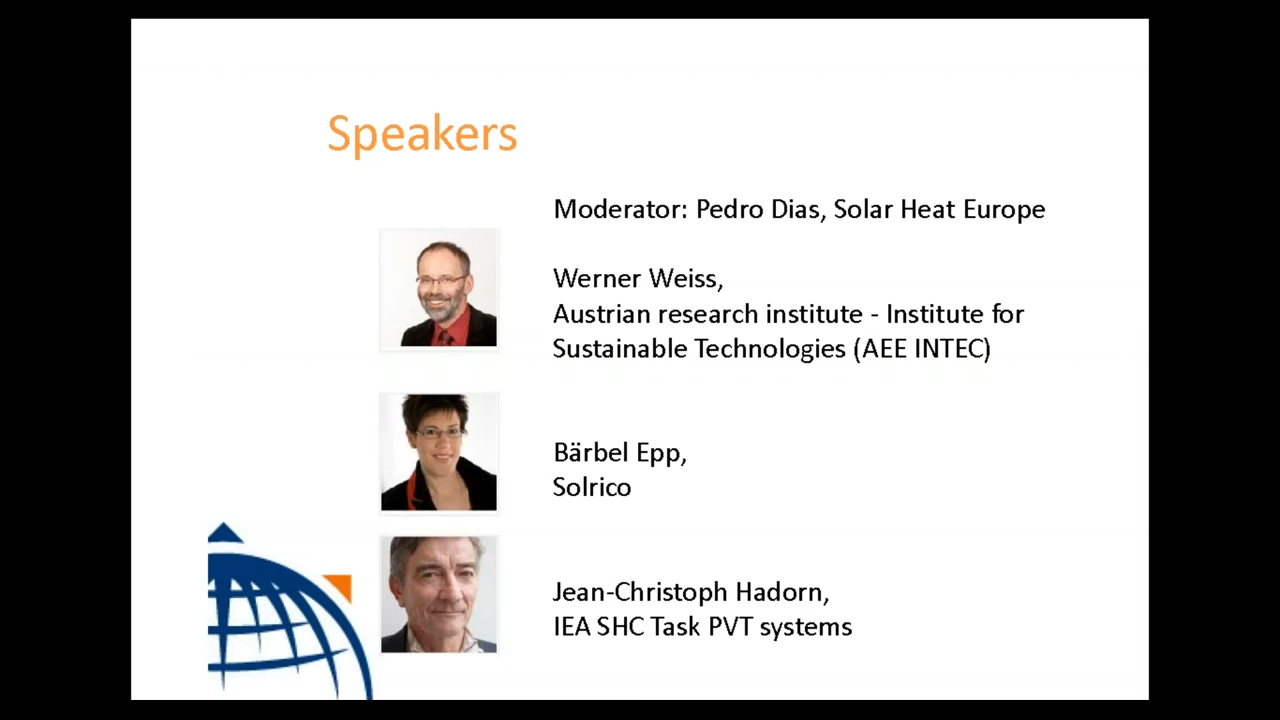 Speakers
Moderator: Pedro Dias, Solar Heat Europe
Werner Weiss,
Austrian research institute - Institute for
Sustainable Technologies (AEE INTEC)
Bärbel Epp,
Solrico
Jean-Christoph Hadorn,
IEA SHC Task PVT systems